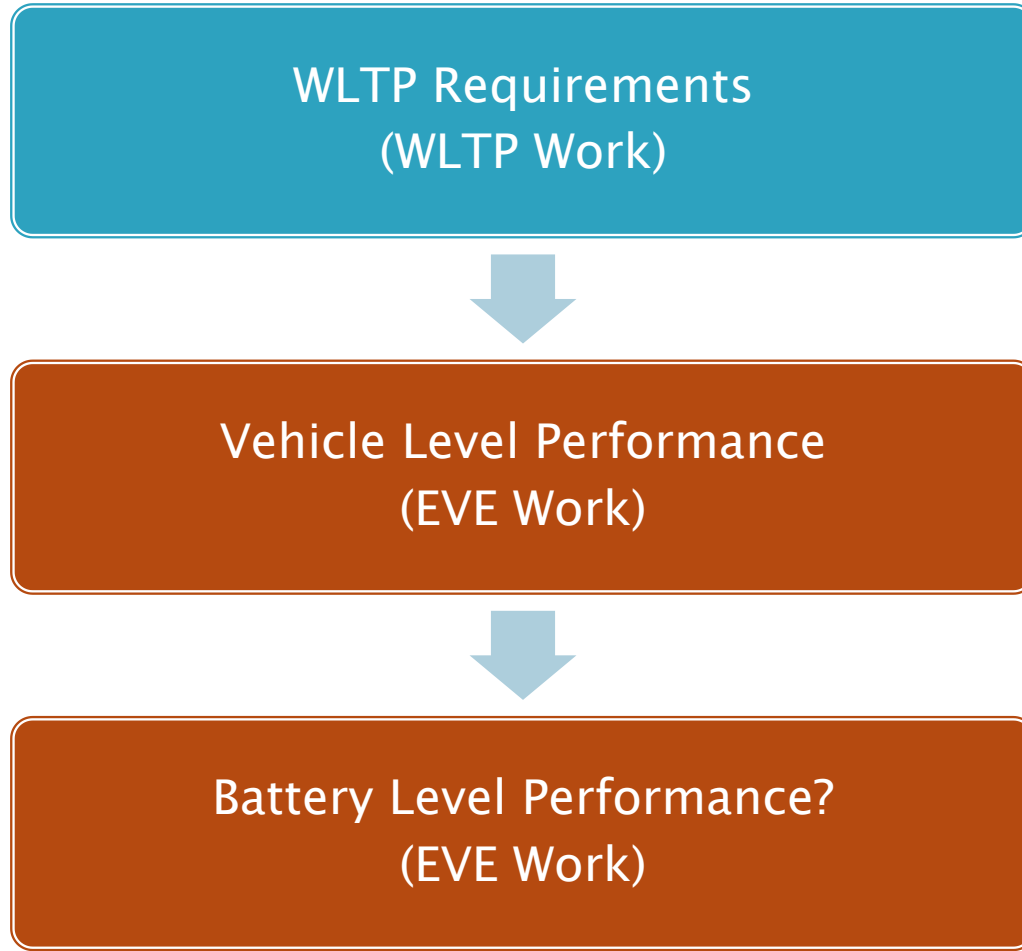 WLTP Requirements
(WLTP Work)
Vehicle Level Performance
(EVE Work)
Battery Level Performance?
(EVE Work)